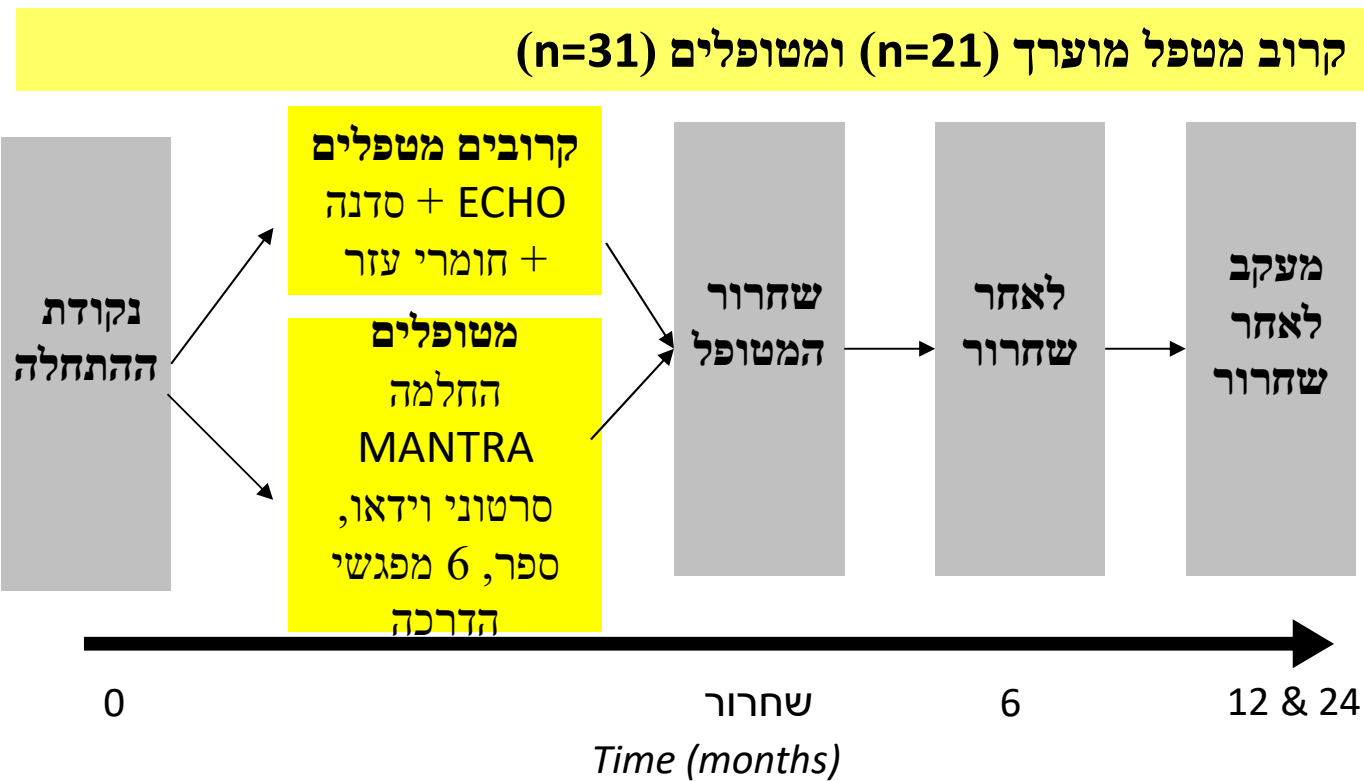 קרוב מטפל מוערך (n=21) ומטופלים (n=31)
נקודת
ההתחלה
קרובים מטפלים
ECHO + סדנה
+ חומרי עזר
מטופלים
החלמה
MANTRA
סרטוני וידאו,
ספר, 6 מפגשי
הדרכה
שחרור
המטופל
לאחר
שחרור
מעקב
לאחר
שחרור
0
שחרור
6
12 & 24
Time (months)